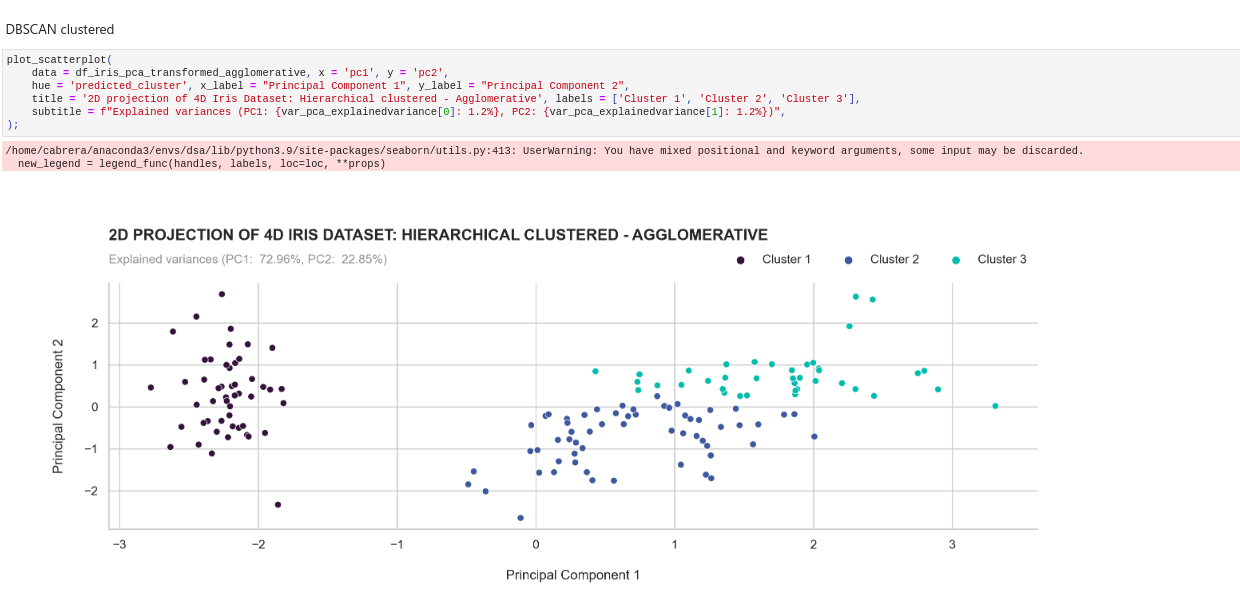 DBSCAN clustered
plot_scatterplot(
    data = df_iris_pca_transformed_agglomerative, x = 'pc1', y = 'pc2',
    hue = 'predicted_cluster', x_label = "Principal Component 1", y_label = "Principal Component 2",
    title = '2D projection of 4D Iris Dataset: Hierarchical clustered - Agglomerative', labels = ['Cluster 1', 'Cluster 2', 'Cluster 3'],
    subtitle = f"Explained variances (PC1: {var_pca_explainedvariance[0]: 1.2%}, PC2: {var_pca_explainedvariance[1]: 1.2%})",
);
/home/cabrera/anaconda3/envs/dsa/lib/python3.9/site-packages/seaborn/utils.py:413: UserWarning: You have mixed positional and keyword arguments, some input may be discarded.
  new_legend = legend_func(handles, labels, loc=loc, **props)
2D PROJECTION OF 4D IRIS DATASET: HIERARCHICAL CLUSTERED - AGGLOMERATIVE
Explained variances (PC1:  72.96%, PC2:  22.85%)
Cluster 1 Cluster 2 Cluster 3
Principal Component 2
2
1
0
−1
−2
−3 −2 −1 0 1 2 3
Principal Component 1